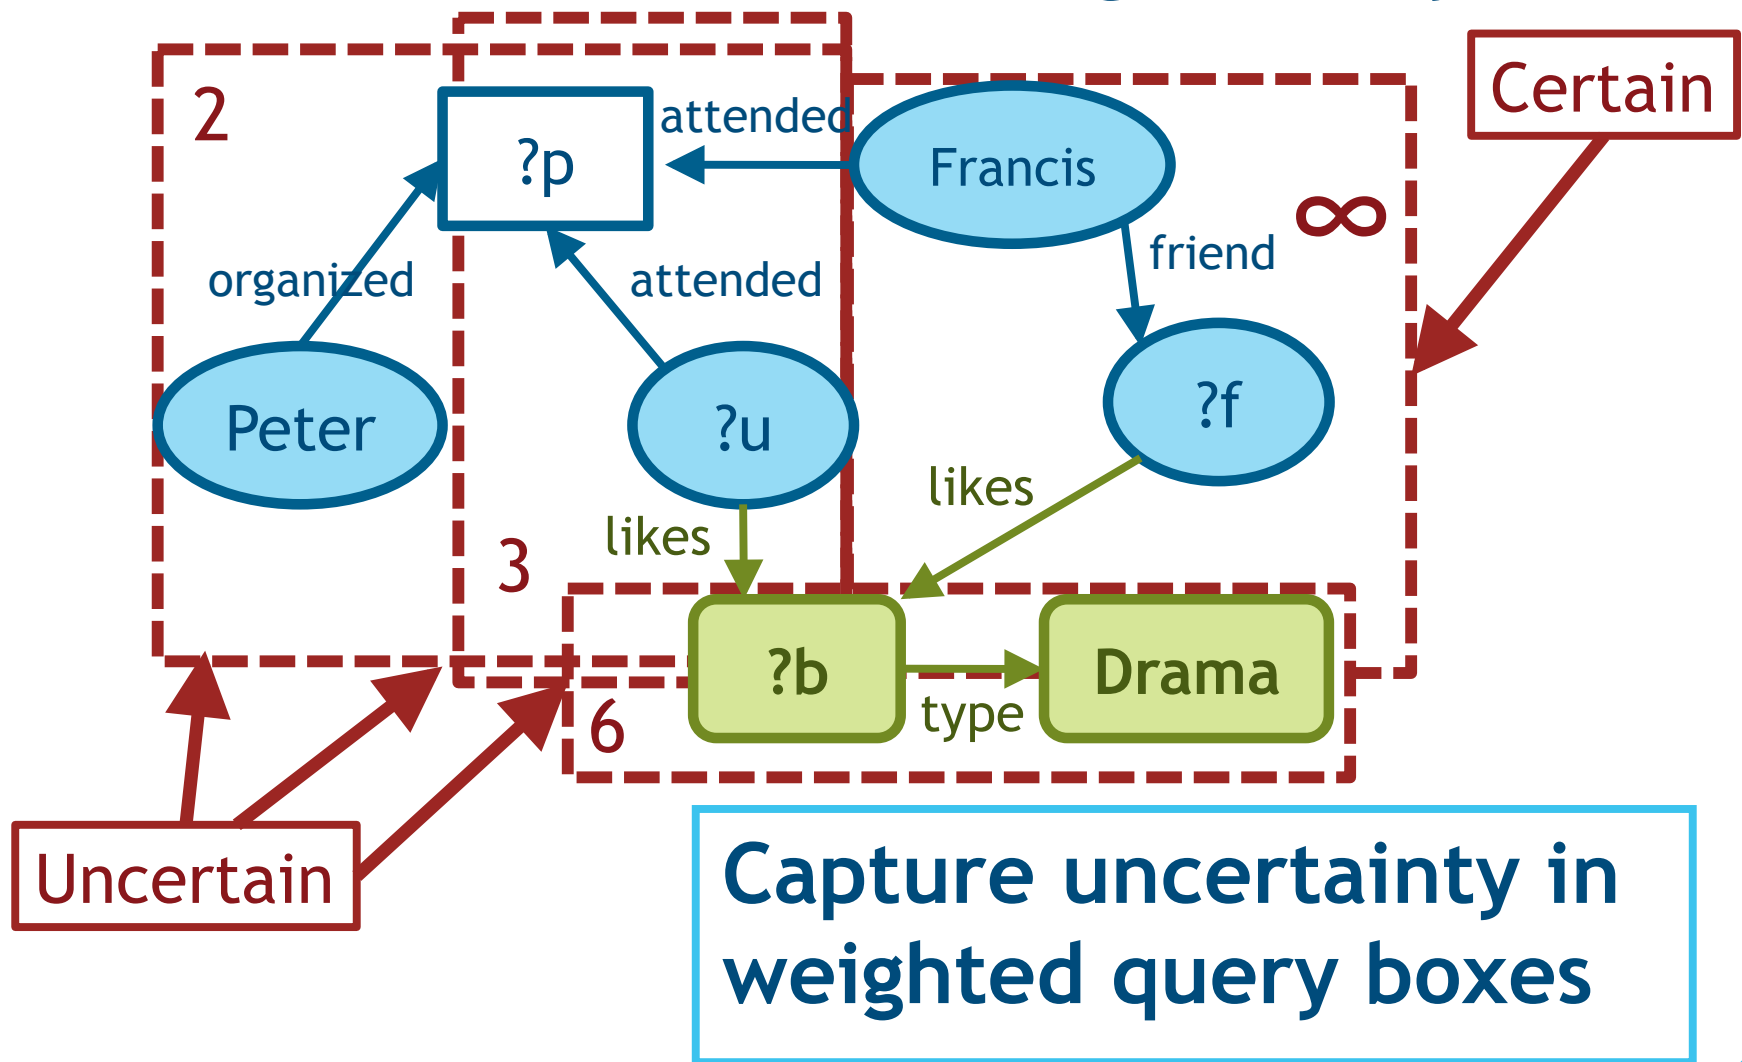 2
?p
attended
Francis
Certain
∞
organized
attended
friend
Peter
?u
?f
likes
likes
3
?b
Drama
6
type
Uncertain
Capture uncertainty in
weighted query boxes